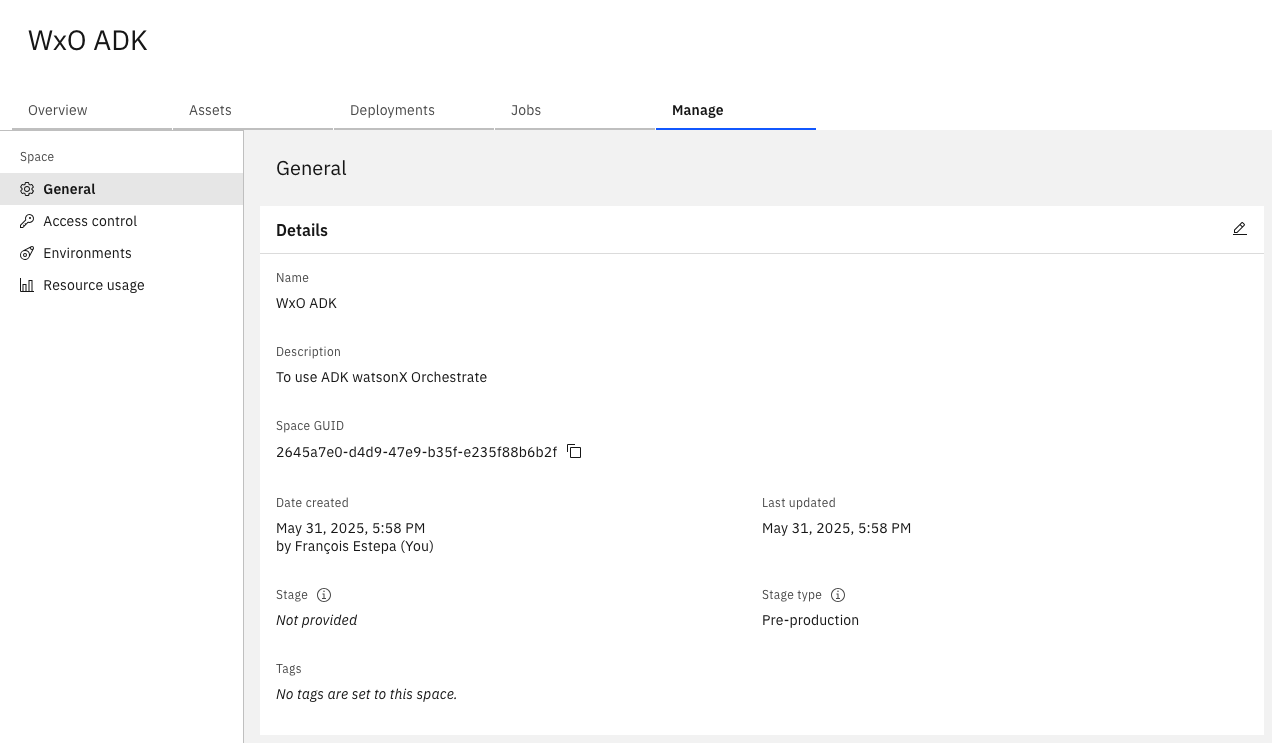 WxO ADK
Overview
Assets
Deployments
Jobs
Manage
Space
General
Access control
Environments
Resource usage
General
Details
Name
WxO ADK
Description
To use ADK watsonX Orchestrate
Space GUID
2645a7e0-d4d9-47e9-b35f-e235f88b6b2f
Date created
May 31, 2025, 5:58 PM
by François Estepa (You)
Last updated
May 31, 2025, 5:58 PM
Stage
Not provided
Stage type
Pre-production
Tags
No tags are set to this space.